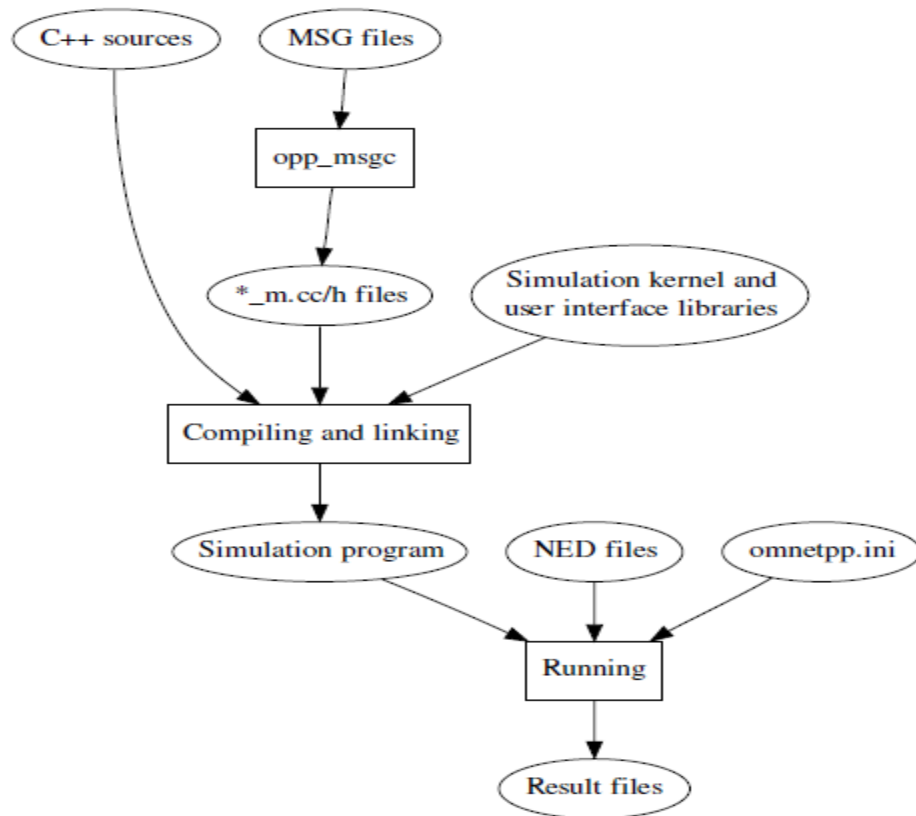 C++ sources
MSG files
opp_msgc
*_m.cc/h files
Simulation kernel and
user interface libraries
Compiling and linking
Simulation program
NED files
omnetpp.ini
Running
Result files